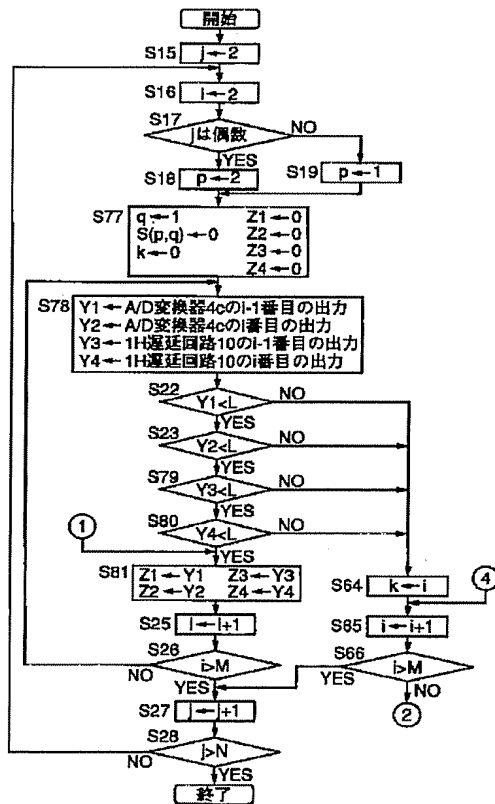 開始
S15 j←2
S16 i←2
S17 jは偶数 NO
YES
S18 p←2 S19 p←1
S77 q←1 Z1←0
S(p,q)←0 Z2←0
k←0 Z3←0
Z4←0
S78 Y1←A/D変換器4cのi-1番目の出力
Y2←A/D変換器4cのi番目の出力
Y3←1H遅延回路10のi-1番目の出力
Y4←1H遅延回路10のi番目の出力
S22 Y1<L NO
YES
S23 Y2<L NO
YES
S79 Y3<L NO
YES
S80 Y4<L NO
① YES ④
S81 Z1←Y1 Z3←Y3
Z2←Y2 Z4←Y4
S64 k←i
S25 i←i+1 S65 i←i+1
S26 i>M S66 i>M
NO YES YES NO
S27 j←j+1 ②
S28 j>N
NO YES
終了